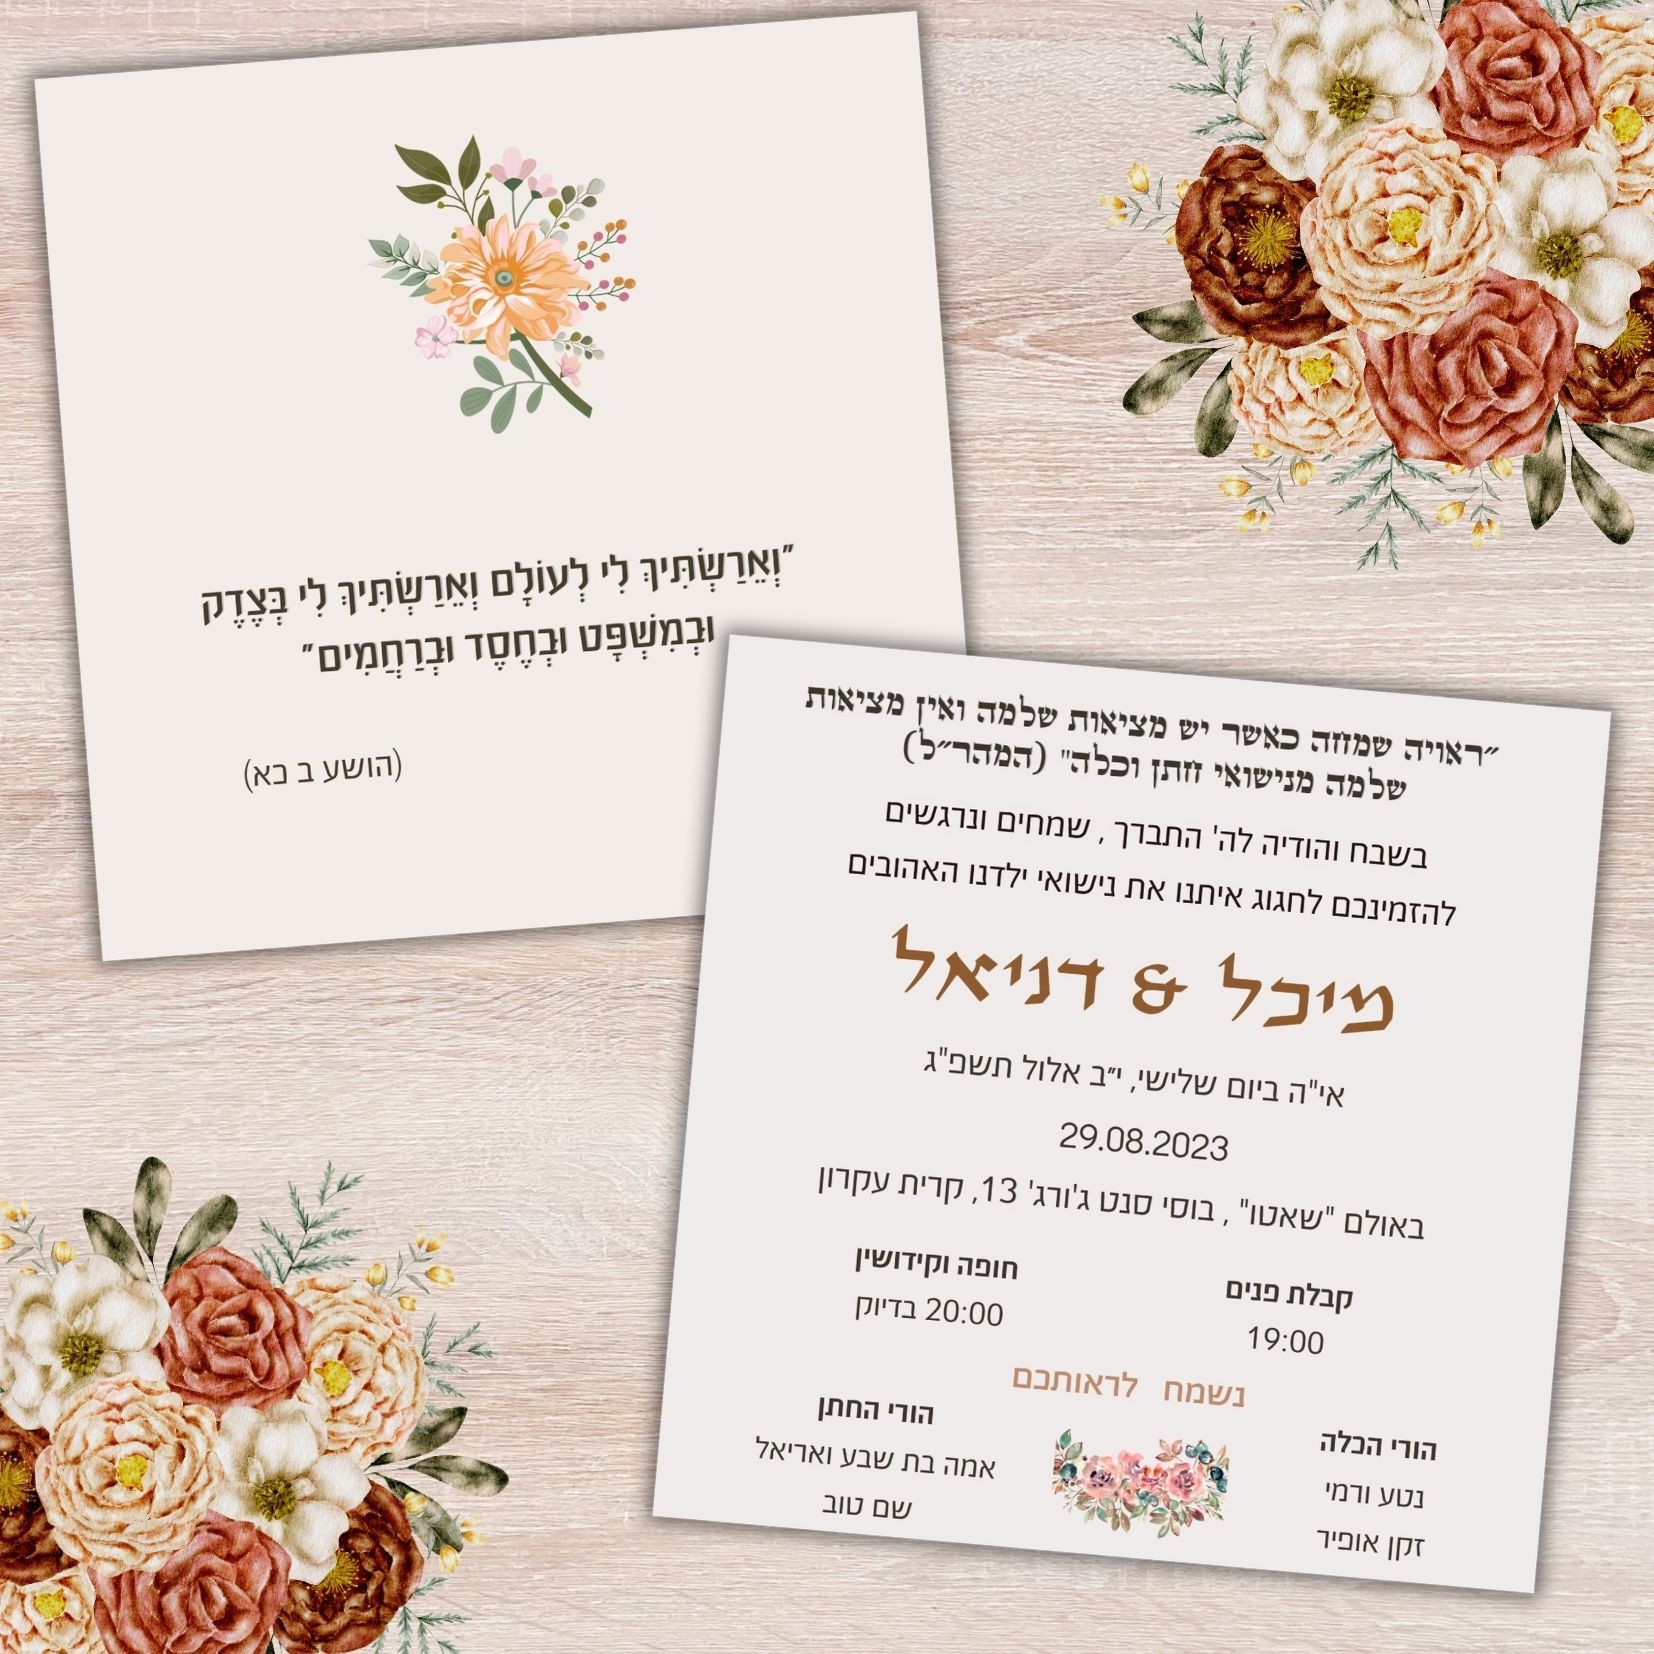 "וְאֵרַשְׂתִּיךְ לִי לְעוֹלָם וְאֵרַשְׂתִּיךְ לִי בְּצֶדֶק
וּבְמִשְׁפָּט וּבְחֶסֶד וּבְרַחֲמִים"
(הושע ב כא)
״ראויה שמחה כאשר יש מציאות שלמה ואין מציאות
שלמה מנישואי חתן וכלה" (המהר״ל)
בשבח והודיה לה' התברך , שמחים ונרגשים
להזמינכם לחגוג איתנו את נישואי ילדנו האהובים
מיכל & דניאל
אי"ה ביום שלישי, י״ב אלול תשפ"ג
29.08.2023
באולם "שאטו" , בוסי סנט ג'ורג' 13, קרית עקרון
קבלת פנים
19:00
חופה וקידושין
20:00 בדיוק
נשמח לראותכם
הורי הכלה
נטע ורמי
זקן אופיר
הורי החתן
אמה בת שבע ואריאל
שם טוב